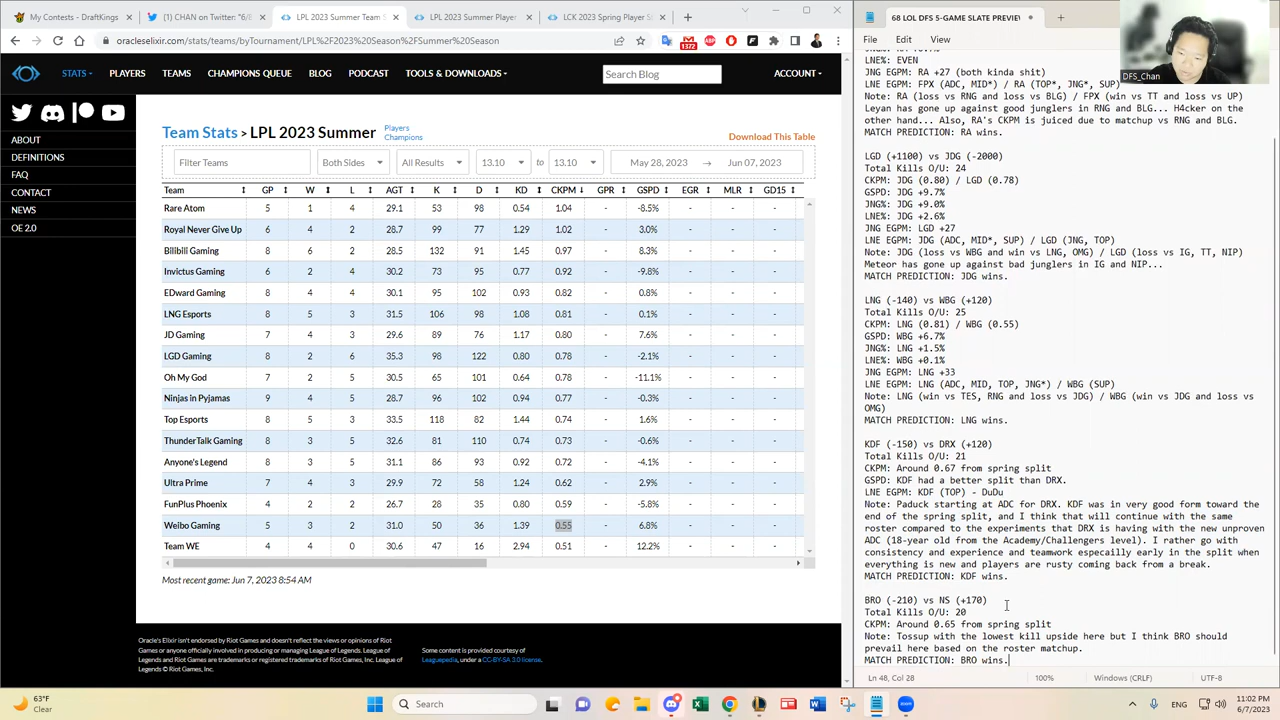 My Contests - DraftKings
CHAN on Twitter: "6/8
LPL 2023 Summer Team S
LPL 2023 Summer Player
LCK 2023 Spring Player S
oracleselixir.com/stats/teams/byTournament/LPL%2F2023%20Season%2FSummer%20Season
1372
STATS
PLAYERS
TEAMS
CHAMPIONS QUEUE
BLOG
PODCAST
TOOLS & DOWNLOADS
Search Blog
ACCOUNT
ABOUT
DEFINITIONS
FAQ
CONTACT
NEWS
OE 2.0
Team Stats > LPL 2023 Summer
Players
Champions
Download This Table
Filter Teams
Both Sides
All Results
13.10 to 13.10
May 28, 2023 → Jun 07, 2023
Team GP W L AGT K D KD CKPM GPR GSPD EGR MLR GD15
Rare Atom 5 1 4 29.1 53 98 0.54 1.04 - -8.5% - - -
Royal Never Give Up 6 4 2 28.7 99 77 1.29 1.02 - 3.0% - - -
Bilibili Gaming 8 6 2 28.5 132 91 1.45 0.97 - 8.3% - - -
Invictus Gaming 6 2 4 30.2 73 95 0.77 0.92 - -9.8% - - -
EDward Gaming 8 4 4 30.1 95 102 0.93 0.82 - 0.8% - - -
LNG Esports 8 5 3 31.5 106 98 1.08 0.81 - 0.1% - - -
JD Gaming 7 4 3 29.6 89 76 1.17 0.80 - 7.6% - - -
LGD Gaming 8 2 6 35.3 98 122 0.80 0.78 - -2.1% - - -
Oh My God 7 2 5 30.5 65 101 0.64 0.78 - -11.1% - - -
Ninjas in Pyjamas 9 4 5 28.7 96 102 0.94 0.77 - -0.3% - - -
Top Esports 8 5 3 33.5 118 82 1.44 0.74 - 1.6% - - -
ThunderTalk Gaming 8 3 5 32.6 81 110 0.92 0.73 - -0.6% - - -
Anyone's Legend 8 3 5 31.1 86 93 0.92 0.72 - -4.1% - - -
Ultra Prime 7 4 3 29.9 72 58 1.24 0.62 - 2.9% - - -
FunPlus Phoenix 4 2 2 26.7 28 35 0.80 0.59 - -5.8% - - -
Weibo Gaming 5 3 2 31.0 50 36 1.39 0.55 - 6.8% - - -
Team WE 4 4 0 30.6 47 16 2.94 0.51 - 12.2% - - -
Most recent game: Jun 7, 2023 8:54 AM
Oracle's Elixir isn't endorsed by Riot Games and doesn't reflect the views or opinions of Riot
Games or anyone officially involved in producing or managing League of Legends. League of
Legends and Riot Games are trademarks or registered trademarks of Riot Games, Inc. League of
Legends © Riot Games, Inc.
Some content is provided courtesy of
Leaguepedia, under a CC-BY-SA 3.0 license.
68 LOL DFS 5-GAME SLATE PREVIEW
File
Edit
View
DFS_Chan
LNE%: EVEN
JNG EGPM: RA +27 (both kinda shit)
LNE EGPM: FPX (ADC, MID*) / RA (TOP*, JNG*, SUP)
Note: RA (loss vs RNG and loss vs BLG) / FPX (win vs TT and loss vs UP)
Leyan has gone up against good junglers in RNG and BLG... H4cker on the
other hand... Also, RA's CKPM is juiced due to matchup vs RNG and BLG.
MATCH PREDICTION: RA wins.
LGD (+1100) vs JDG (-2000)
Total Kills O/U: 24
CKPM: JDG (0.80) / LGD (0.78)
GSPD: JDG +9.7%
JNG%: JDG +9.0%
LNE%: JDG +2.6%
JNG EGPM: LGD +27
LNE EGPM: JDG (ADC, MID*, SUP) / LGD (JNG, TOP)
Note: JDG (loss vs WBG and win vs LNG, OMG) / LGD (loss vs IG, TT, NIP)
Meteor has gone up against bad junglers in IG and NIP...
MATCH PREDICTION: JDG wins.
LNG (-140) vs WBG (+120)
Total Kills O/U: 25
CKPM: LNG (0.81) / WBG (0.55)
GSPD: WBG +6.7%
JNG%: LNG +1.5%
LNE%: WBG +0.1%
JNG EGPM: LNG +33
LNE EGPM: LNG (ADC, MID, TOP, JNG*) / WBG (SUP)
Note: LNG (win vs TES, RNG and loss vs JDG) / WBG (win vs JDG and loss vs
OMG)
MATCH PREDICTION: LNG wins.
KDF (-150) vs DRX (+120)
Total Kills O/U: 21
CKPM: Around 0.67 from spring split
GSPD: KDF had a better split than DRX.
LNE EGPM: KDF (TOP) - DuDu
Note: Paduck starting at ADC for DRX. KDF was in very good form toward the
end of the spring split, and I think that will continue with the same
roster compared to the experiments that DRX is having with the new unproven
ADC (18-year old from the Academy/Challengers level). I rather go with
consistency and experience and teamwork especailly early in the split when
everything is new and players are rusty coming back from a break.
MATCH PREDICTION: KDF wins.
BRO (-210) vs NS (+170)
Total Kills O/U: 20
CKPM: Around 0.65 from spring split
Note: Tossup with the lowest kill upside here but I think BRO should
prevail here based on the roster matchup.
MATCH PREDICTION: BRO wins.
Ln 48, Col 28
100%
Windows (CRLF)
UTF-8
63°F
Clear
Search
ENG
11:02 PM
6/7/2023